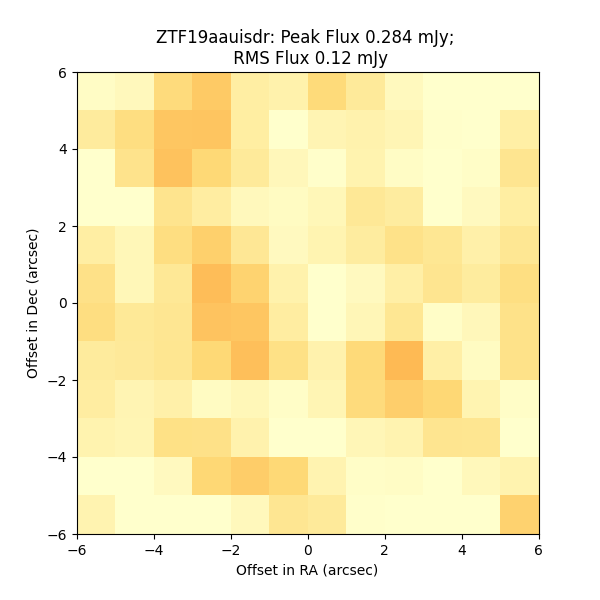 ZTF19aauisdr: Peak Flux 0.284 mJy;
RMS Flux 0.12 mJy
6
4
2
0
−2
−4
−6
Offset in Dec (arcsec)
−6 −4 −2 0 2 4 6
Offset in RA (arcsec)